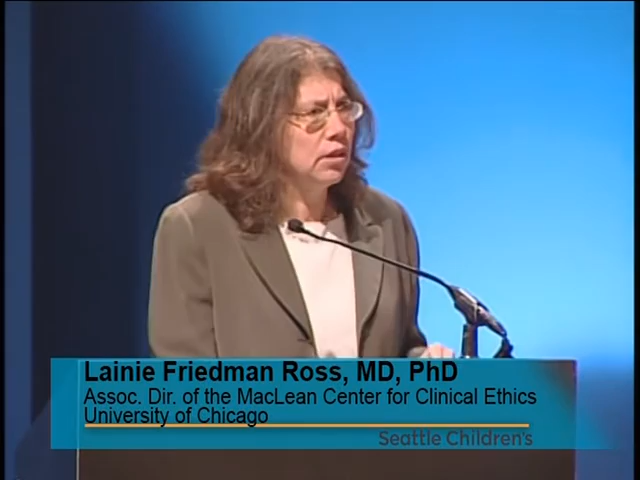 Lainie Friedman Ross, MD, PhD
Assoc. Dir. of the MacLean Center for Clinical Ethics
University of Chicago
Seattle Children's